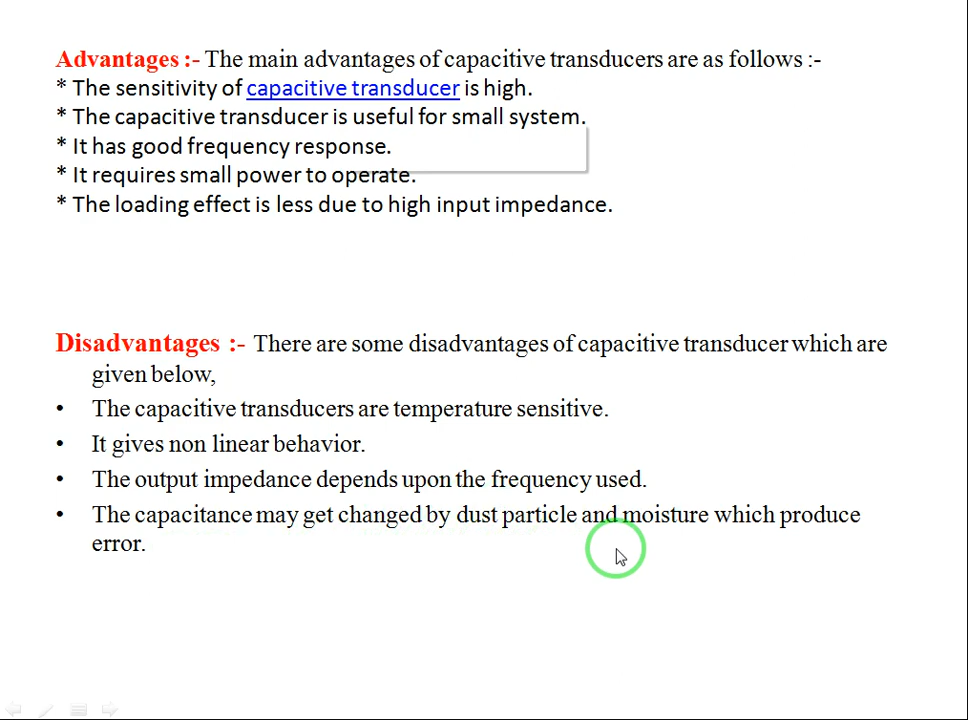 Advantages :- The main advantages of capacitive transducers are as follows :-
* The sensitivity of capacitive transducer is high.
* The capacitive transducer is useful for small system.
* It has good frequency response.
* It requires small power to operate.
* The loading effect is less due to high input impedance.
Disadvantages :- There are some disadvantages of capacitive transducer which are
given below,
• The capacitive transducers are temperature sensitive.
• It gives non linear behavior.
• The output impedance depends upon the frequency used.
• The capacitance may get changed by dust particle and moisture which produce
error.